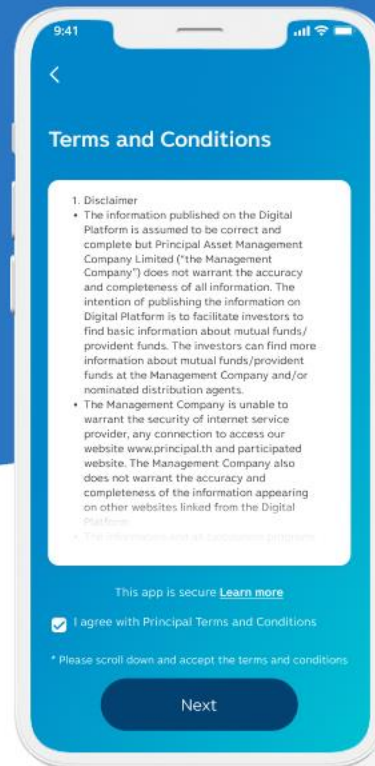 9:41
Terms and Conditions
1. Disclaimer
• The information published on the Digital
Platform is assumed to be correct and
complete but Principal Asset Management
Company Limited ("the Management
Company") does not warrant the accuracy
and completeness of all information. The
intention of publishing the information on
Digital Platform is to facilitate investors to
find basic information about mutual funds/
provident funds. The investors can find more
information about mutual funds/provident
funds at the Management Company and/or
nominated distribution agents.
• The Management Company is unable to
warrant the security of internet service
provider, any connection to access our
website www.principal.th and participated
website. The Management Company also
does not warrant the accuracy and
completeness of the information appearing
on other websites linked from the Digital
Platform.
This app is secure Learn more
I agree with Principal Terms and Conditions
* Please scroll down and accept the terms and conditions
Next